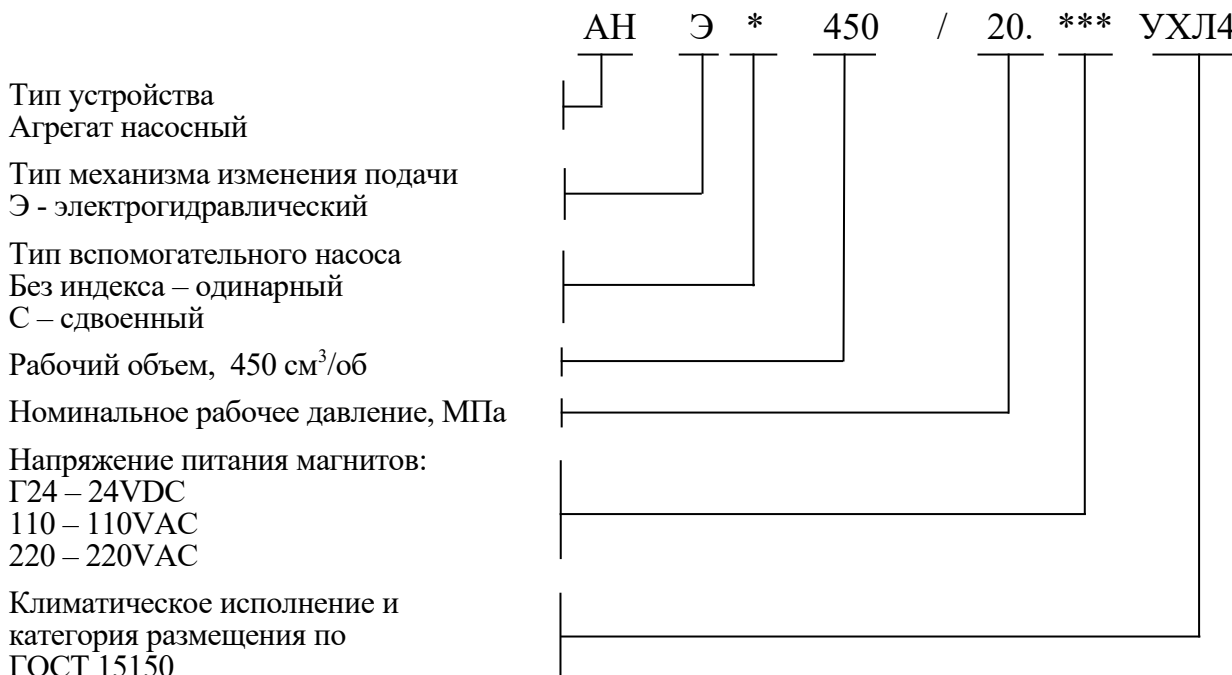 АН Э * 450 / 20. *** УХЛ4
Тип устройства
Агрегат насосный
Тип механизма изменения подачи
Э - электрогидравлический
Тип вспомогательного насоса
Без индекса – одинарный
С – сдвоенный
Рабочий объем, 450 см³/об
Номинальное рабочее давление, МПа
Напряжение питания магнитов:
Г24 – 24VDC
110 – 110VAC
220 – 220VAC
Климатическое исполнение и
категория размещения по
ГОСТ 15150